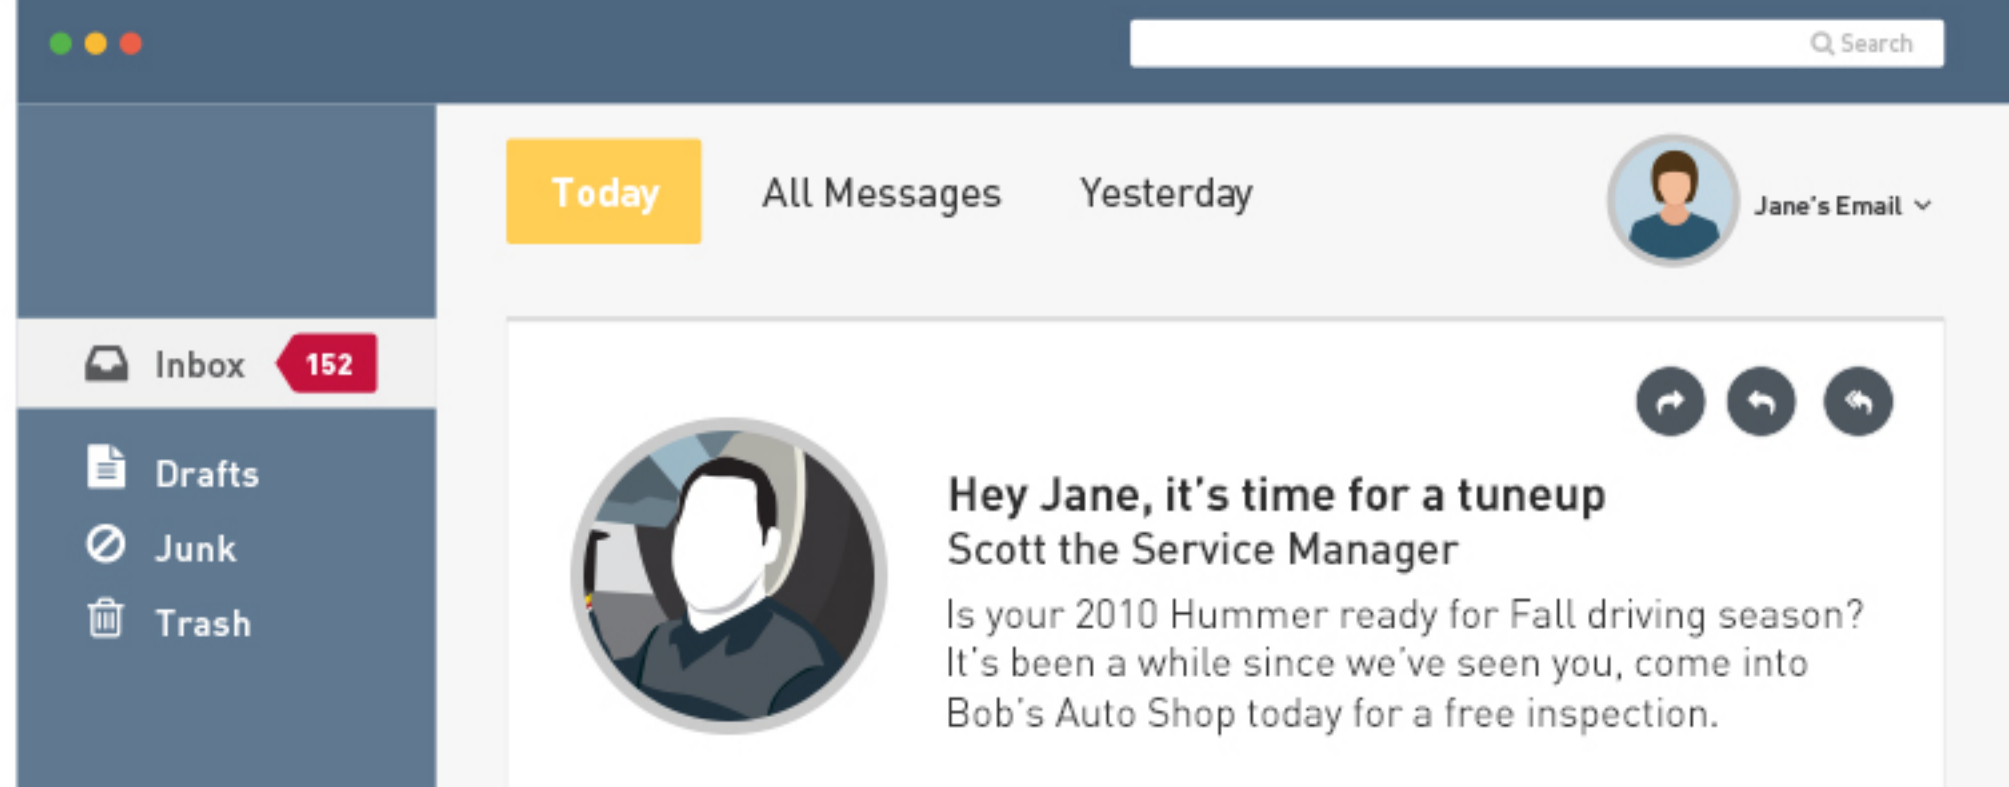 Search
Today
All Messages
Yesterday
Jane's Email
Inbox
152
Drafts
Junk
Trash
Hey Jane, it's time for a tuneup
Scott the Service Manager
Is your 2010 Hummer ready for Fall driving season?
It's been a while since we've seen you, come into
Bob's Auto Shop today for a free inspection.